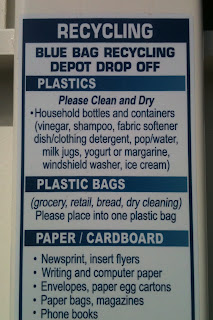 RECYCLING
BLUE BAG RECYCLING
DEPOT DROP OFF
PLASTICS
Please Clean and Dry
•Household bottles and containers
(vinegar, shampoo, fabric softener
dish/clothing detergent, pop/water,
milk jugs, yogurt or margarine,
windshield washer, ice cream)
PLASTIC BAGS
(grocery, retail, bread, dry cleaning)
Please place into one plastic bag
PAPER / CARDBOARD
• Newsprint, insert flyers
• Writing and computer paper
• Envelopes, paper egg cartons
• Paper bags, magazines
• Phone books